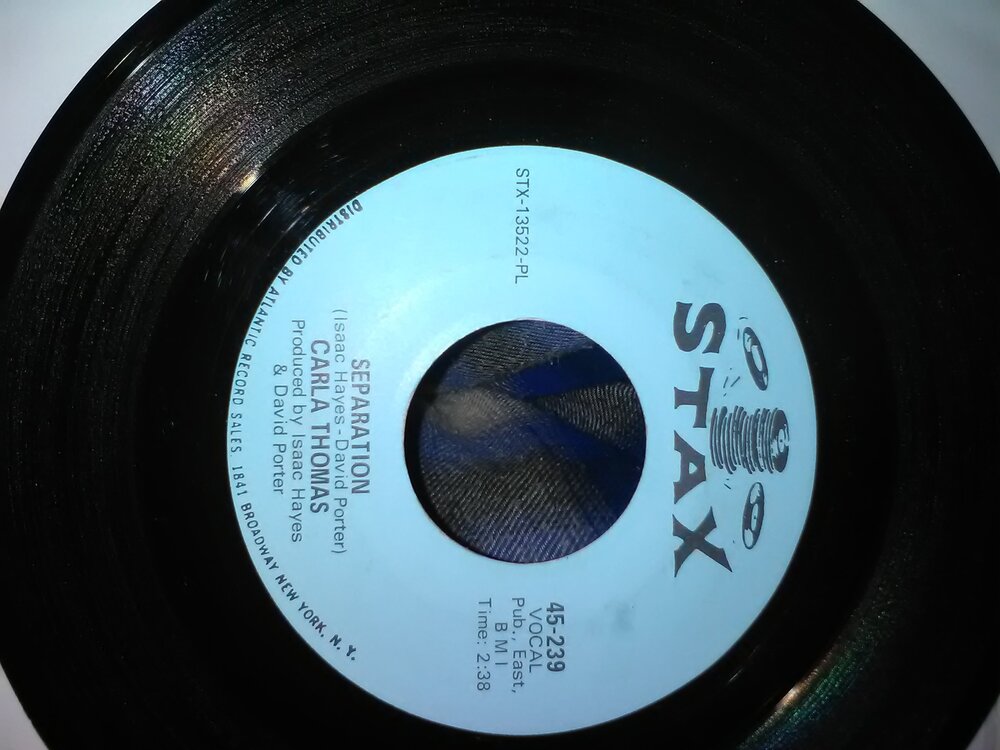 STAX
STX-13522-PL
45-239
VOCAL
Pub., East,
B M I
Time: 2:38
SEPARATION
(Isaac Hayes-David Porter)
CARLA THOMAS
Produced by Isaac Hayes
& David Porter
DISTRIBUTED BY ATLANTIC RECORD SALES. 1841 BROADWAY NEW YORK, N. Y.